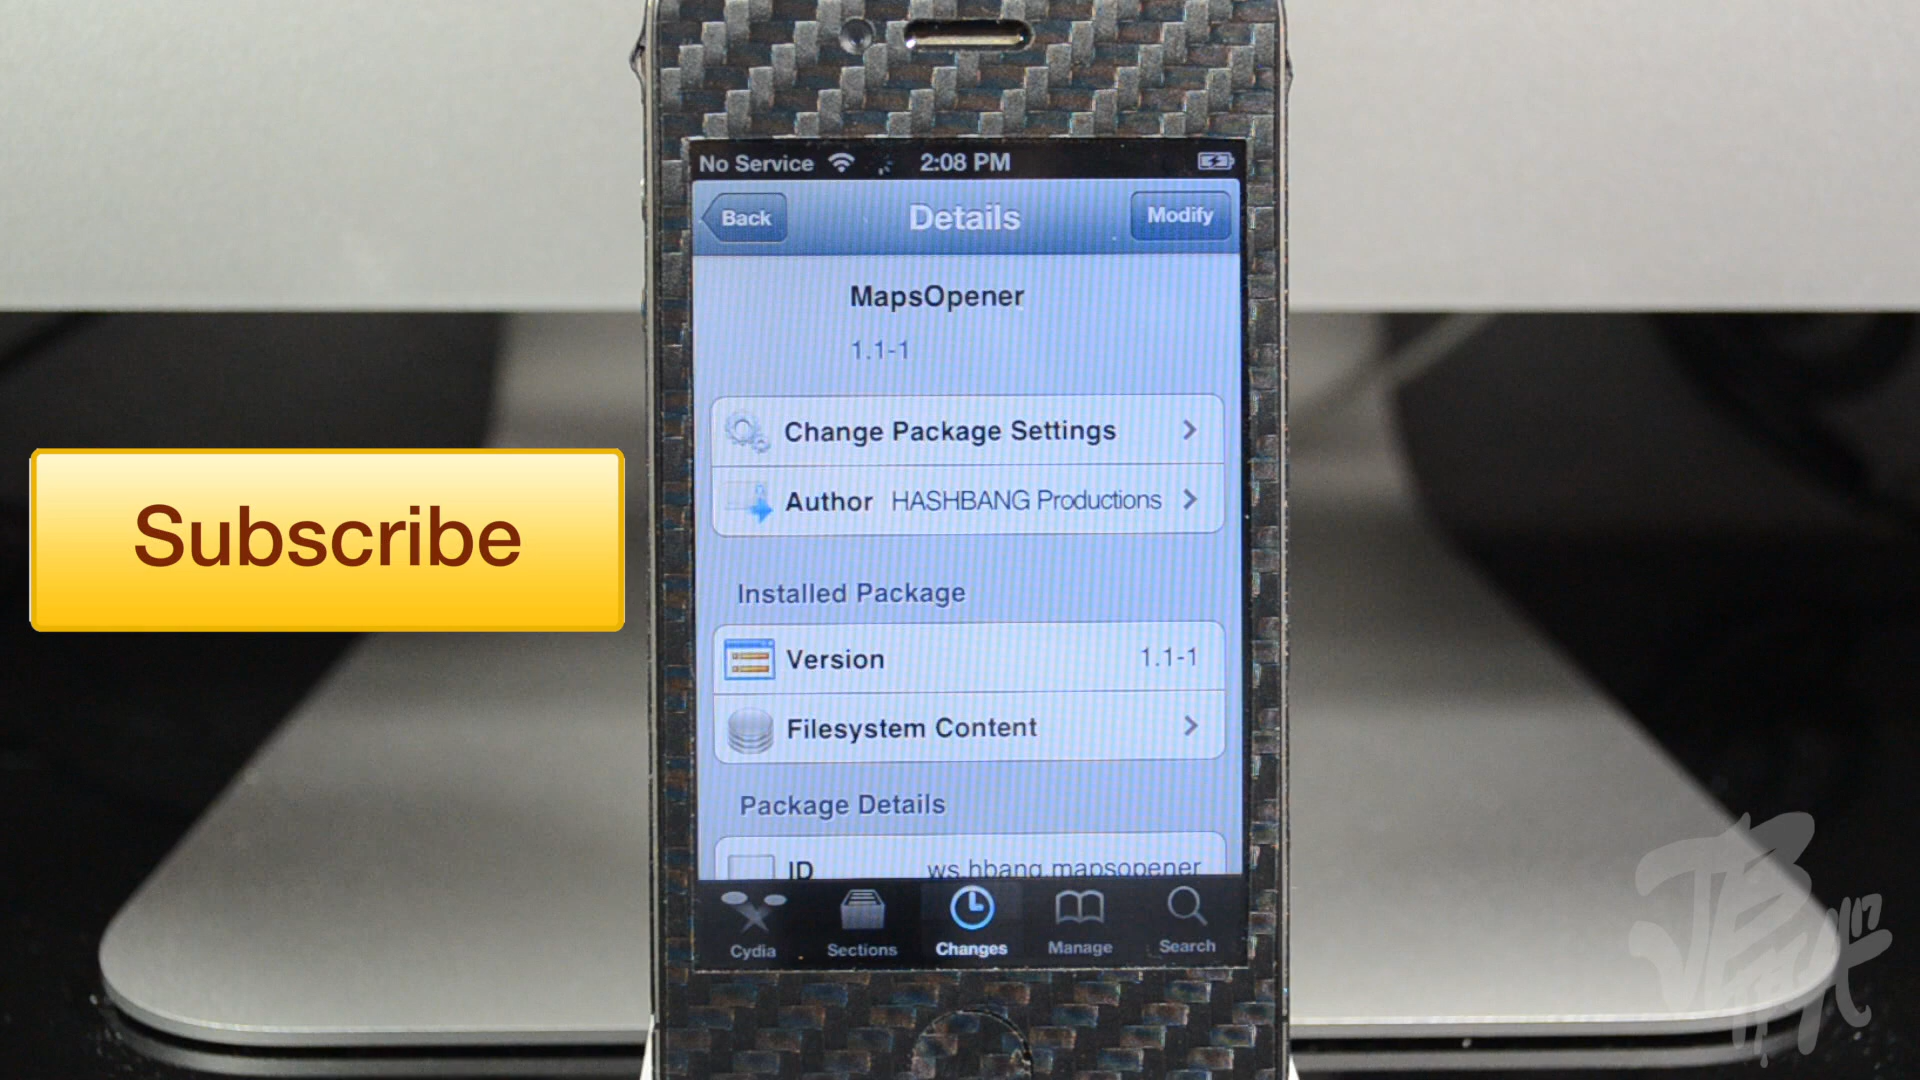 No Service 2:08 PM
Back Details Modify
MapsOpener
1.1-1
Change Package Settings
Author HASHBANG Productions
Subscribe
Installed Package
Version 1.1-1
Filesystem Content
Package Details
ID ws.hbang.mapsopener
Cydia Sections Changes Manage Search